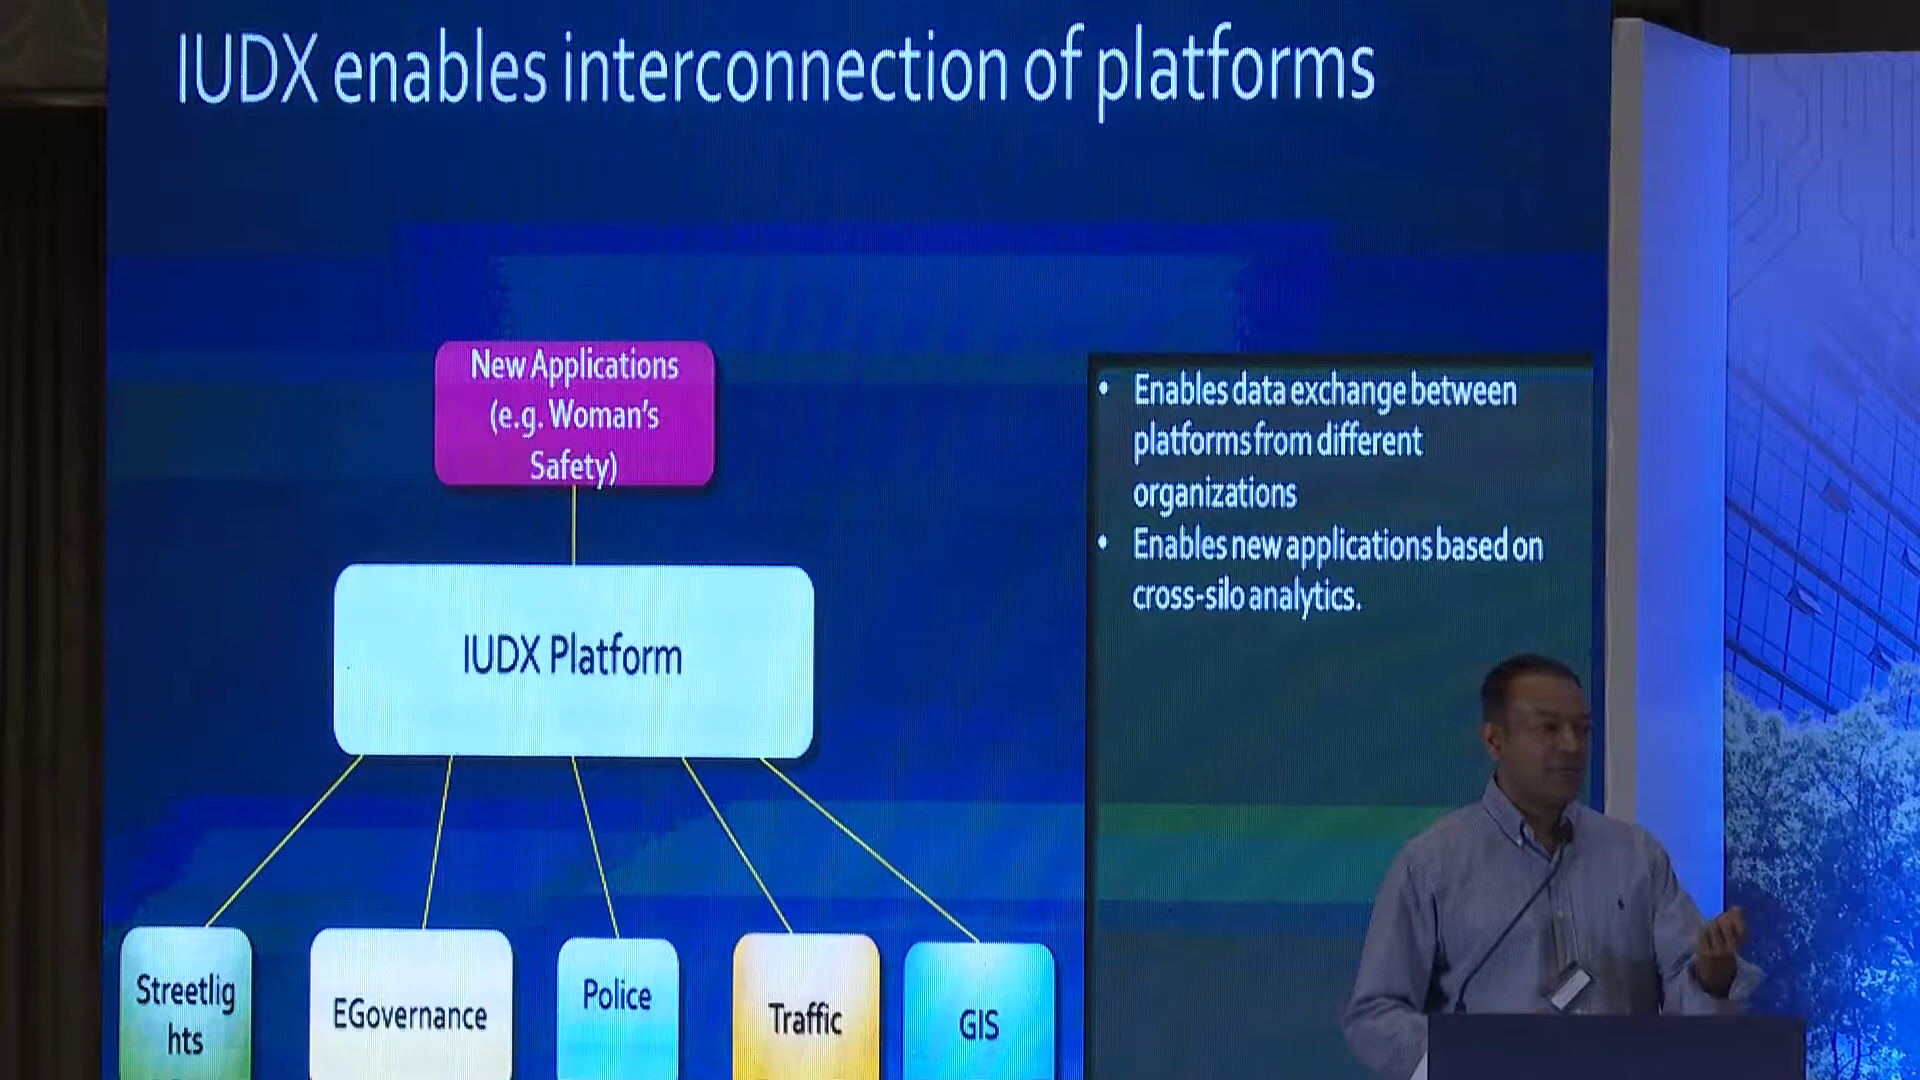 IUDX enables interconnection of platforms
New Applications
(e.g. Woman's
Safety)
IUDX Platform
Streetlig
hts
EGovernance
Police
Traffic
GIS
• Enables data exchange between
platforms from different
organizations
• Enables new applications based on
cross-silo analytics.